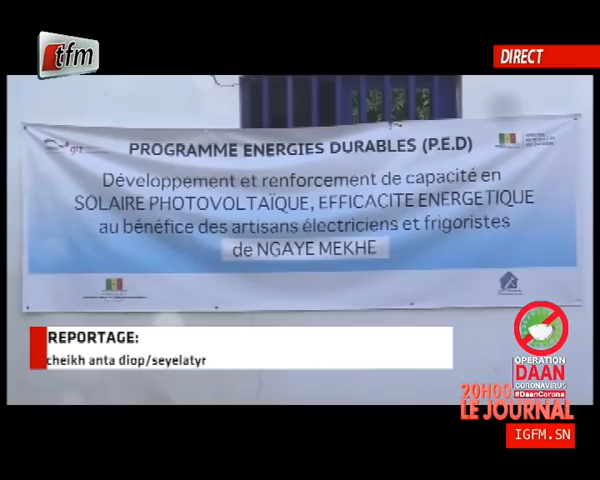 tfm
DIRECT
giz
PROGRAMME ENERGIES DURABLES (P.E.D)
Développement et renforcement de capacité en
SOLAIRE PHOTOVOLTAÏQUE, EFFICACITE ENERGETIQUE
au bénéfice des artisans électriciens et frigoristes
de NGAYE MEKHE
REPORTAGE:
cheikh anta diop/seyelatyr
OPERATION
DAAN
CORONAVIRUS
#DaanCorona
20H00
LE JOURNAL
IGFM.SN